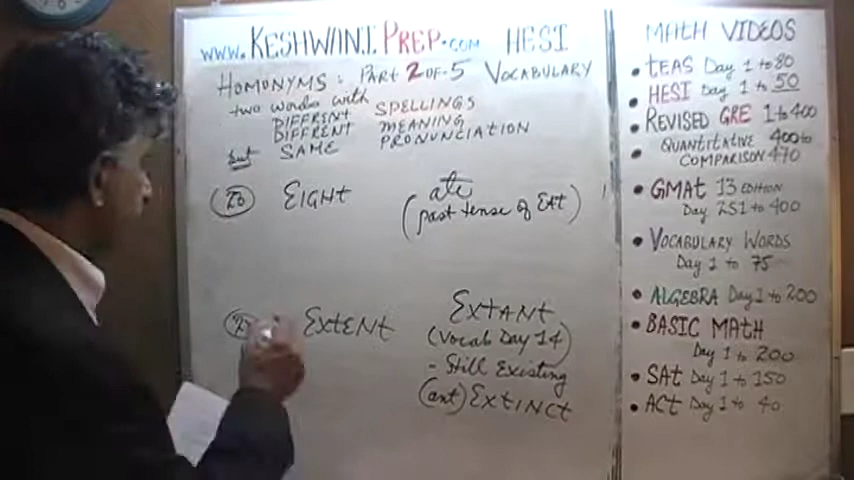 www.KESHWANI PREP.com HESI
HOMONYMS: PART 2 OF 5 VOCABULARY
two words with
DIFFRENT SPELLINGS
DIFFRENT MEANING
but SAME PRONUNCIATION
20 EIGHT ate
(past tense of EAt)
EXTENT EXTANT
(Vocab Day 14)
- Still Existing
(ant) EXTINCT
MATH VIDEOS
• TEAS Day 1 to 80
• HESI Day 1 to 50
• REVISED GRE 1 to 400
• QUANTITATIVE 400 to
COMPARISON 470
• GMAT 13 EDITION
Day 251 to 400
• VOCABULARY WORDS
Day 1 to 75
• ALGEBRA Day 1 to 200
• BASIC MATH
Day 1 to 200
• SAT Day 1 to 150
• ACT Day 1 to 40